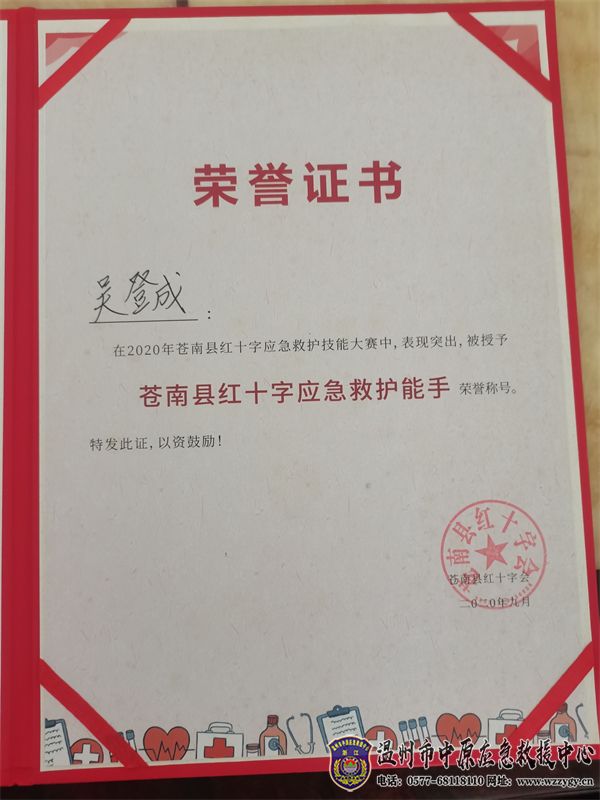 荣誉证书
吴登成:
在2020年苍南县红十字应急救护技能大赛中,表现突出,被授予
苍南县红十字应急救护能手 荣誉称号。
特发此证,以资鼓励!
苍南县红十字会
苍南县红十字会
二〇二〇年九月
温州市中原应急救援中心
电话:0577-68118110 网址:www.wzzygy.cn